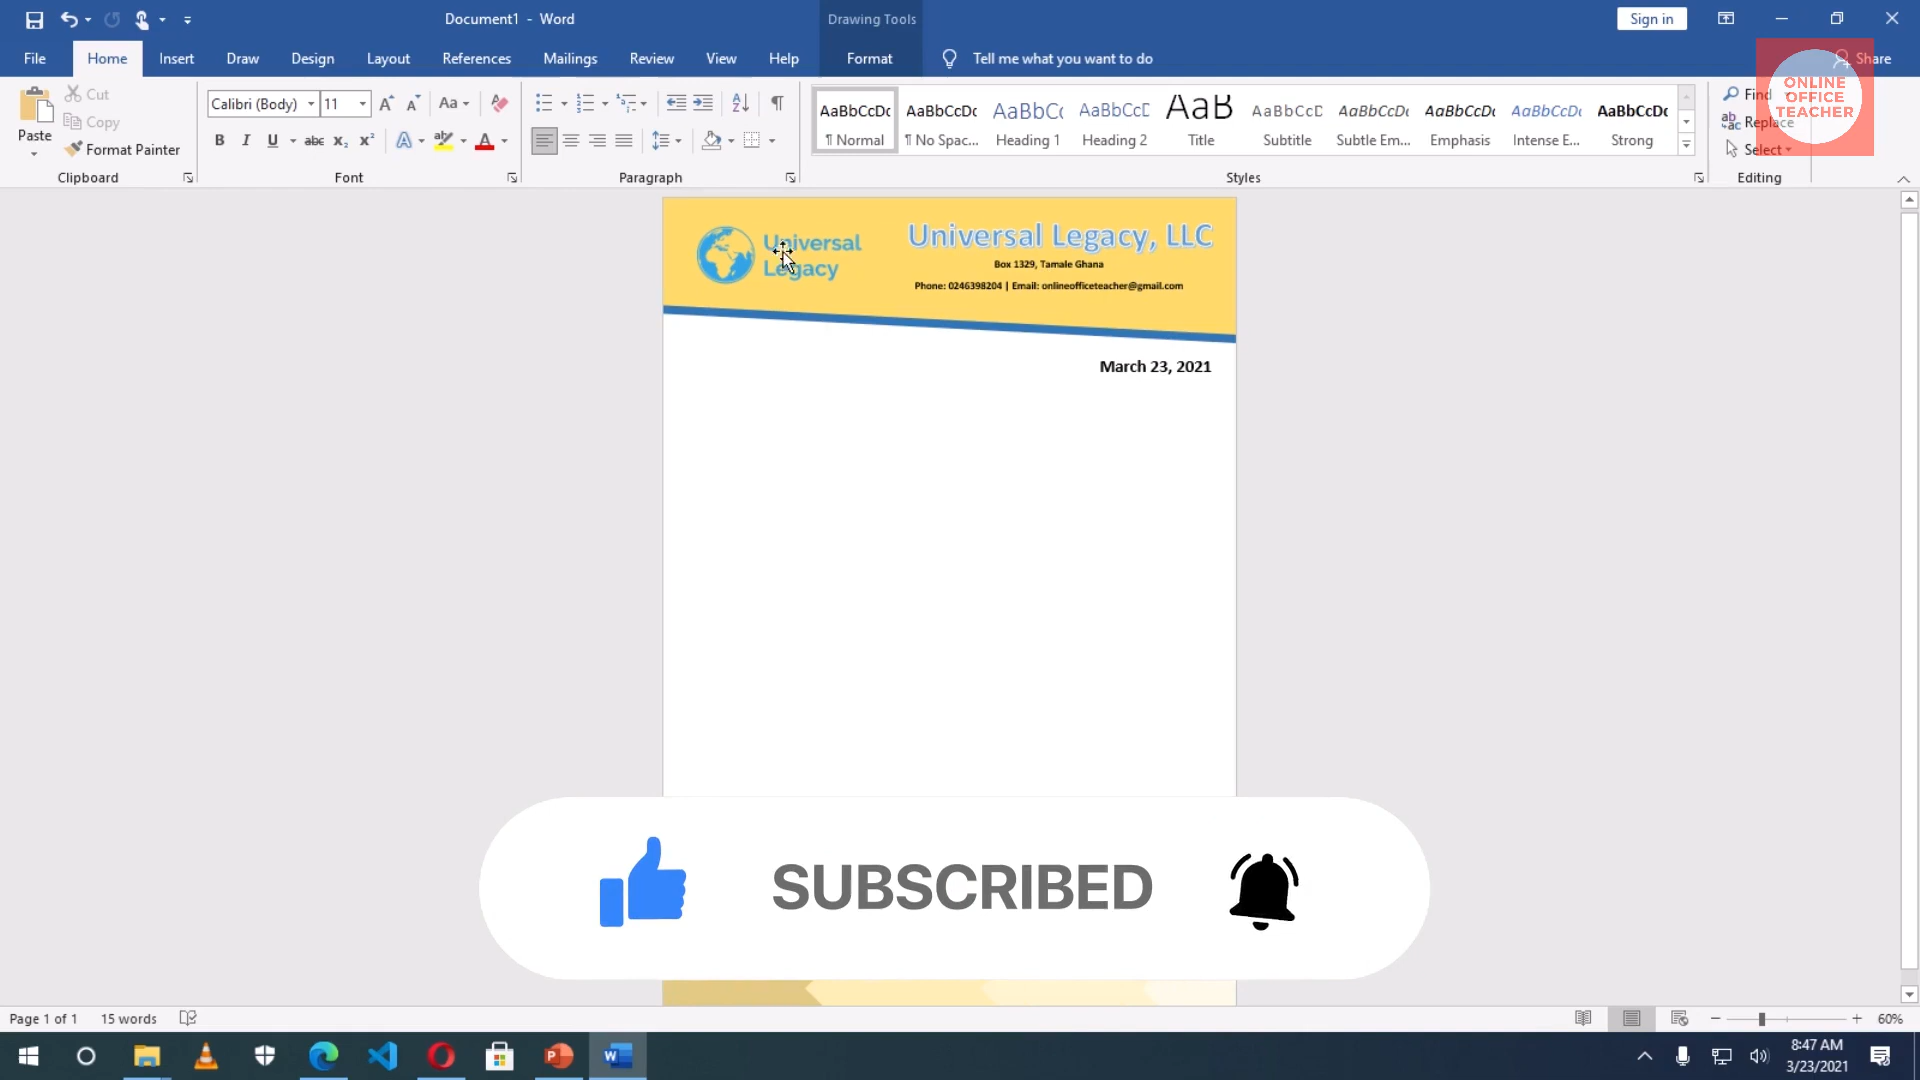 Document1 - Word
Drawing Tools
Sign in
File
Home
Insert
Draw
Design
Layout
References
Mailings
Review
View
Help
Format
Tell me what you want to do
Share
Paste
Cut
Copy
Format Painter
Clipboard
Calibri (Body)
11
Aa
B I U abc x₂ x²
A
Font
Paragraph
AaBbCcDc
¶ Normal
AaBbCcDc
¶ No Spac...
AaBbCc
Heading 1
AaBbCcE
Heading 2
AaB
Title
AaBbCcD
Subtitle
AaBbCcDc
Subtle Em...
AaBbCcDc
Emphasis
AaBbCcDc
Intense E...
AaBbCcDc
Strong
Styles
Find
Replace
Select
Editing
ONLINE
OFFICE
TEACHER
Universal
Legacy
Universal Legacy, LLC
Box 1329, Tamale Ghana
Phone: 0246398204 | Email: onlineofficeteacher@gmail.com
March 23, 2021
SUBSCRIBED
Page 1 of 1
15 words
60%
8:47 AM
3/23/2021